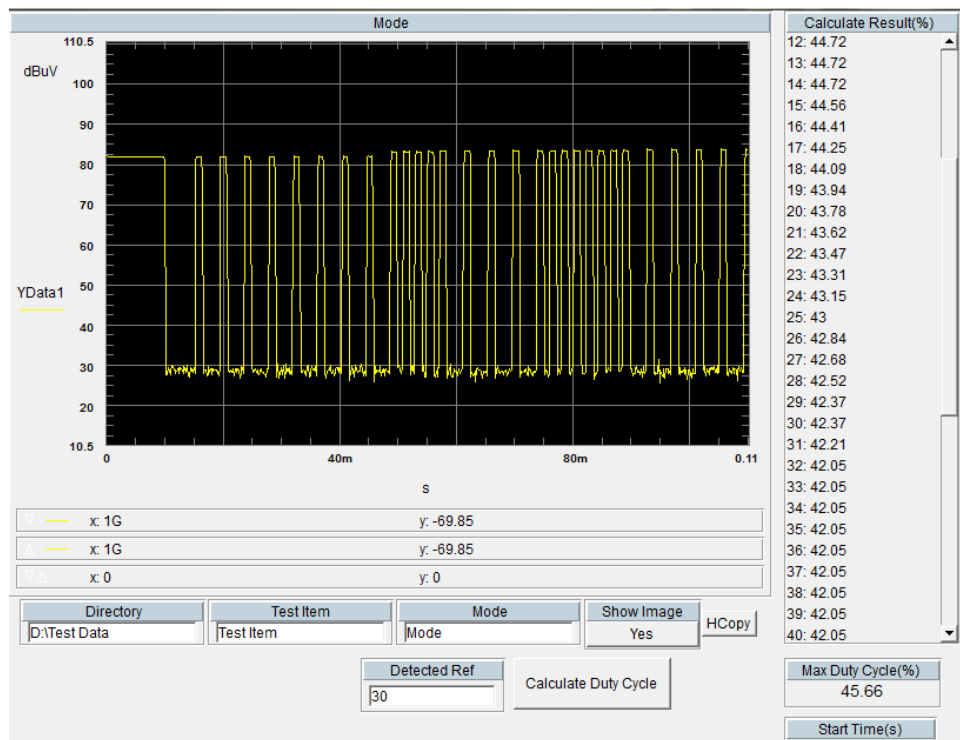 Mode
110.5
dBuV
100
90
80
70
60
YData1
50
40
30
20
10.5
0
40m
80m
0.11
s
x: 1G
y: -69.85
x: 1G
y: -69.85
x: 0
y: 0
Directory
D:\Test Data
Test Item
Test Item
Mode
Mode
Show Image
Yes
HCopy
Detected Ref
30
Calculate Duty Cycle
Calculate Result(%)
12: 44.72
13: 44.72
14: 44.72
15: 44.56
16: 44.41
17: 44.25
18: 44.09
19: 43.94
20: 43.78
21: 43.62
22: 43.47
23: 43.31
24: 43.15
25: 43
26: 42.84
27: 42.68
28: 42.52
29: 42.37
30: 42.37
31: 42.21
32: 42.05
33: 42.05
34: 42.05
35: 42.05
36: 42.05
37: 42.05
38: 42.05
39: 42.05
40: 42.05
Max Duty Cycle(%)
45.66
Start Time(s)